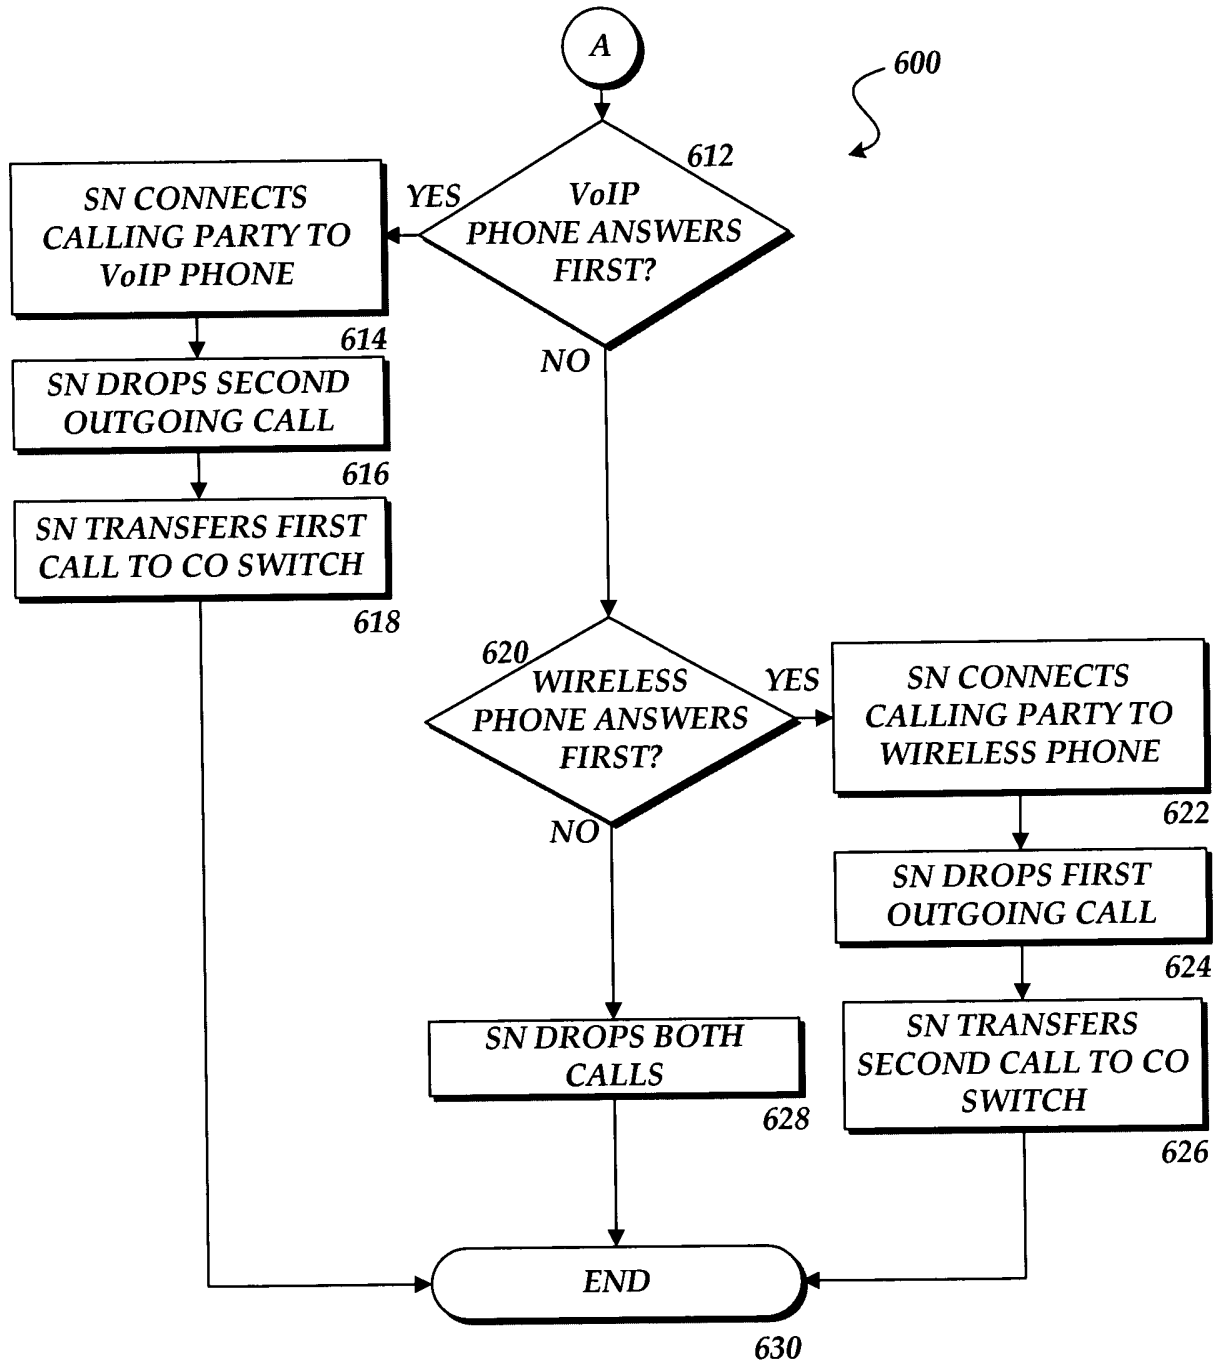 A
600
612
VoIP
PHONE ANSWERS
FIRST?
YES
NO
SN CONNECTS
CALLING PARTY TO
VoIP PHONE
614
SN DROPS SECOND
OUTGOING CALL
616
SN TRANSFERS FIRST
CALL TO CO SWITCH
618
620
WIRELESS
PHONE ANSWERS
FIRST?
YES
NO
SN CONNECTS
CALLING PARTY TO
WIRELESS PHONE
622
SN DROPS FIRST
OUTGOING CALL
624
SN TRANSFERS
SECOND CALL TO CO
SWITCH
626
SN DROPS BOTH
CALLS
628
END
630